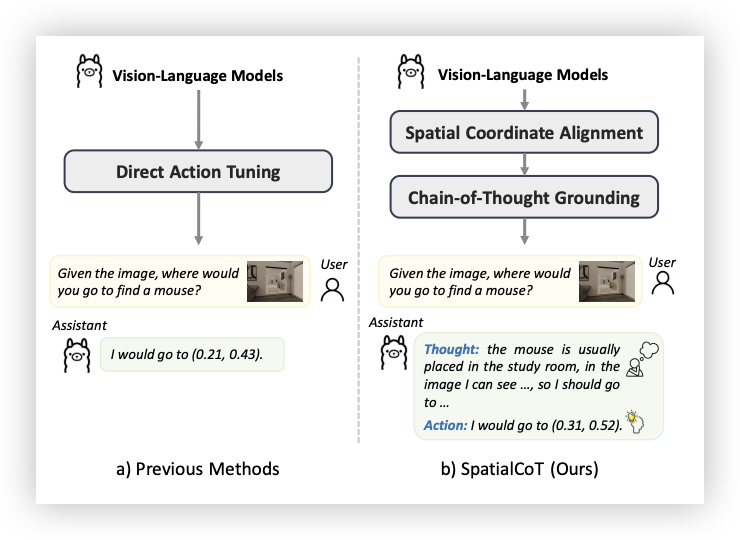 Vision-Language Models
Direct Action Tuning
Given the image, where would
you go to find a mouse?
User
Assistant
I would go to (0.21, 0.43).
a) Previous Methods
Vision-Language Models
Spatial Coordinate Alignment
Chain-of-Thought Grounding
Given the image, where would
you go to find a mouse?
User
Assistant
Thought: the mouse is usually
placed in the study room, in the
image I can see ..., so I should go
to ...
Action: I would go to (0.31, 0.52).
b) SpatialCoT (Ours)